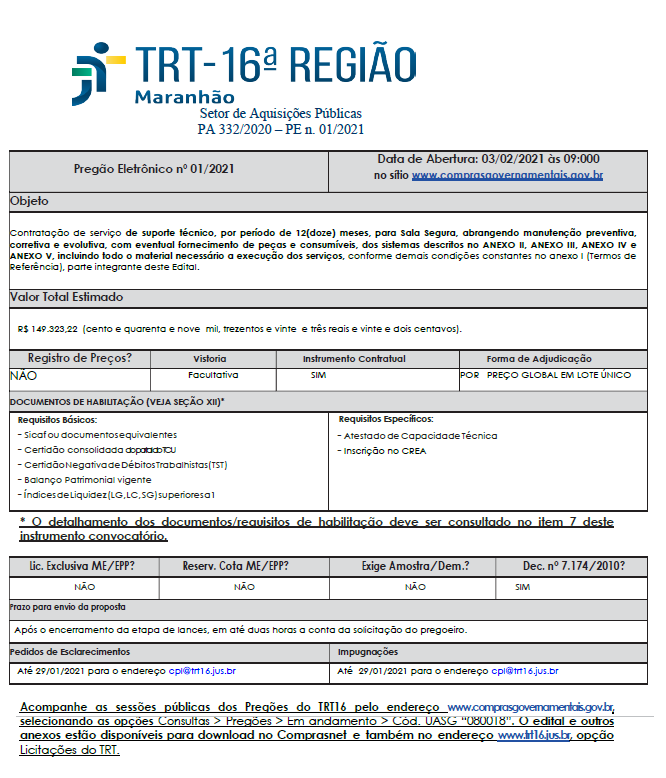 TRT-16ª REGIÃO
Maranhão
Setor de Aquisições Públicas
PA 332/2020 – PE n. 01/2021
Pregão Eletrônico nº 01/2021
Data de Abertura: 03/02/2021 às 09:000
no sítio www.comprasgovernamentais.gov.br
Objeto
Contratação de serviço de suporte técnico, por período de 12(doze) meses, para Sala Segura, abrangendo manutenção preventiva,
corretiva e evolutiva, com eventual fornecimento de peças e consumíveis, dos sistemas descritos no ANEXO II, ANEXO III, ANEXO IV e
ANEXO V, incluindo todo o material necessário a execução dos serviços, conforme demais condições constantes no anexo I (Termos de
Referência), parte integrante deste Edital.
Valor Total Estimado
R$ 149.323,22 (cento e quarenta e nove mil, trezentos e vinte e três reais e vinte e dois centavos).
Registro de Preços? Vistoria Instrumento Contratual Forma de Adjudicação
NÃO Facultativa SIM POR PREÇO GLOBAL EM LOTE ÚNICO
DOCUMENTOS DE HABILITAÇÃO (VEJA SEÇÃO XII)*
Requisitos Básicos:
- Sicaf ou documentos equivalentes
- Certidão consolidada do portal do TCU
- Certidão Negativa de Débitos Trabalhistas (TST)
- Balanço Patrimonial vigente
- Índices de Liquidez (LG, LC, SG) superiores a 1
Requisitos Específicos:
- Atestado de Capacidade Técnica
- Inscrição no CREA
* O detalhamento dos documentos/requisitos de habilitação deve ser consultado no item 7 deste
instrumento convocatório.
Lic. Exclusiva ME/EPP? Reserv. Cota ME/EPP? Exige Amostra/Dem.? Dec. nº 7.174/2010?
NÃO NÃO NÃO SIM
Prazo para envio da proposta
Após o encerramento da etapa de lances, em até duas horas a conta da solicitação do pregoeiro.
Pedidos de Esclarecimentos Impugnações
Até 29/01/2021 para o endereço cpl@trt16.jus.br Até 29/01/2021 para o endereço cpl@trt16.jus.br
Acompanhe as sessões públicas dos Pregões do TRT16 pelo endereço www.comprasgovernamentais.gov.br,
selecionando as opções Consultas > Pregões > Em andamento > Cód. UASG "080018". O edital e outros
anexos estão disponíveis para download no Comprasnet e também no endereço www.trt16.jus.br, opção
Licitações do TRT.